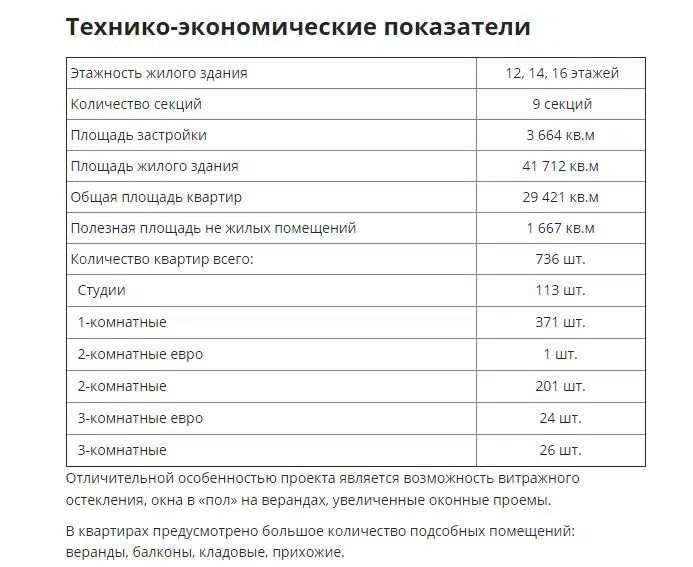 Технико-экономические показатели
Этажность жилого здания 12, 14, 16 этажей
Количество секций 9 секций
Площадь застройки 3 664 кв.м
Площадь жилого здания 41 712 кв.м
Общая площадь квартир 29 421 кв.м
Полезная площадь не жилых помещений 1 667 кв.м
Количество квартир всего: 736 шт.
Студии 113 шт.
1-комнатные 371 шт.
2-комнатные евро 1 шт.
2-комнатные 201 шт.
3-комнатные евро 24 шт.
3-комнатные 26 шт.
Отличительной особенностью проекта является возможность витражного
остекления, окна в «пол» на верандах, увеличенные оконные проемы.
В квартирах предусмотрено большое количество подсобных помещений:
веранды, балконы, кладовые, прихожие.